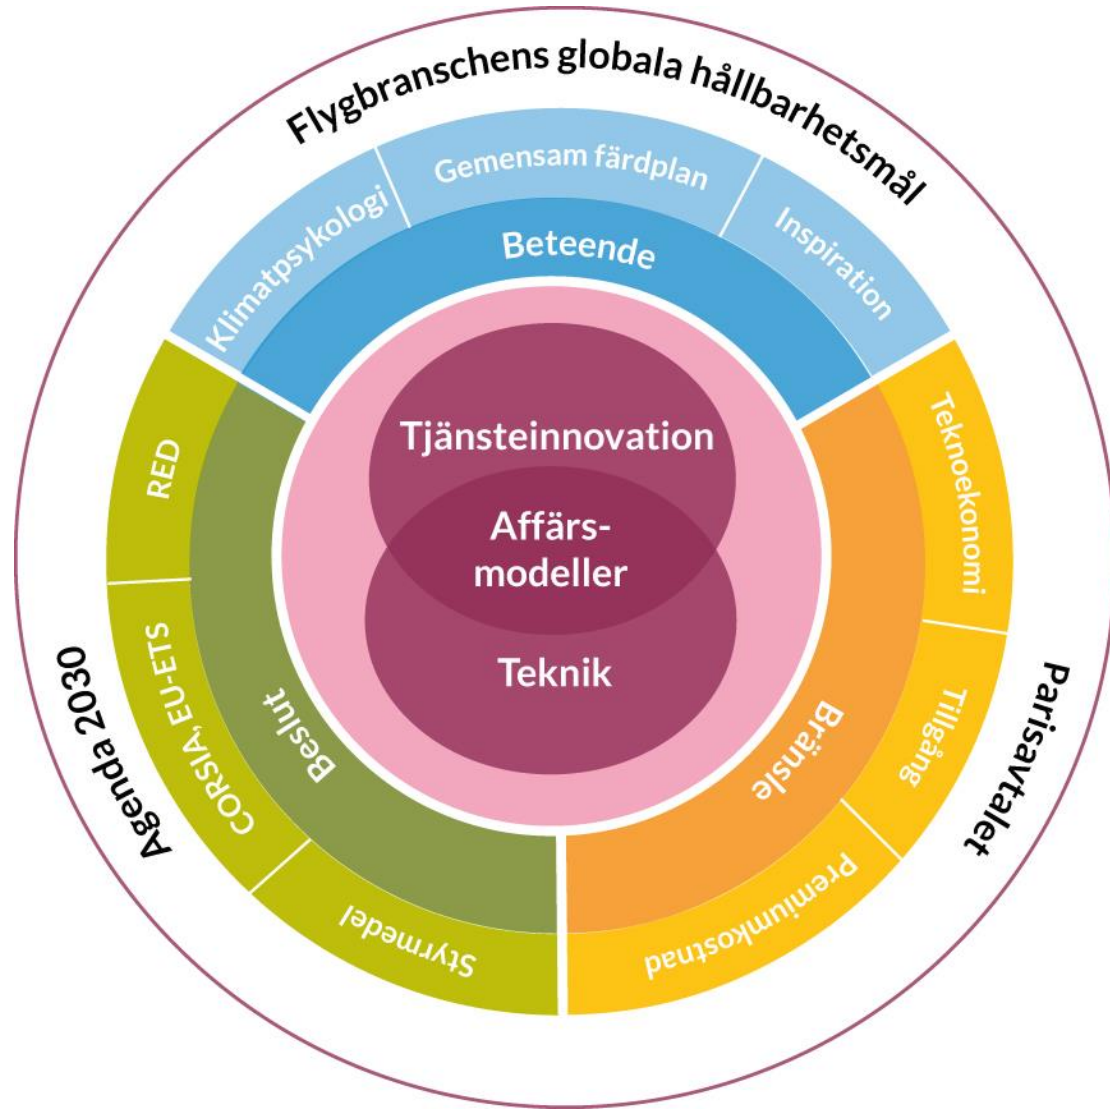 Flygbranschens globala hållbarhetsmål
Klimatpsykologi
Gemensam färdplan
Inspiration
Beteende
Teknoekonomi
Tillgång
Premiumkostnad
Bränsle
Parisavtalet
RED
CORSIA, EU-ETS
Styrmedel
Beslut
Agenda 2030
Tjänsteinnovation
Affärs-
modeller
Teknik